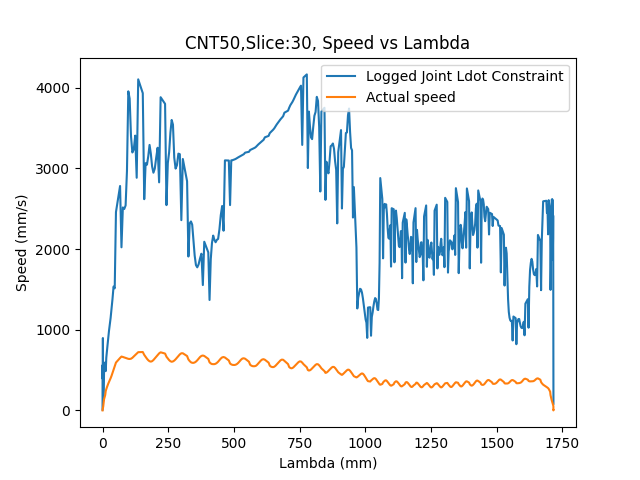 CNT50,Slice:30, Speed vs Lambda
Logged Joint Ldot Constraint
Actual speed
4000
3000
2000
1000
0
Speed (mm/s)
0 250 500 750 1000 1250 1500 1750
Lambda (mm)